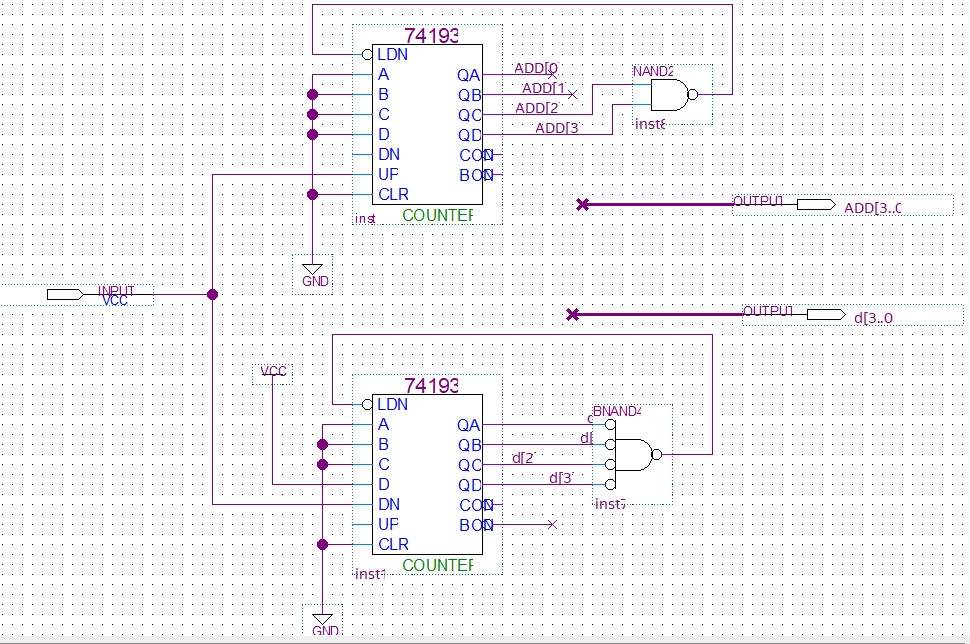 74193
LDN
A
B
C
D
DN
UP
CLR
QA
QB
QC
QD
CON
BON
ADD[0
ADD[1
ADD[2
ADD[3
NAND2
inst6
inst
COUNTER
GND
OUTPUT
ADD[3..0
INPUT
VCC
OUTPUT
d[3..0
VCC
74193
LDN
A
B
C
D
DN
UP
CLR
QA
QB
QC
QD
CON
BON
d[
d[2
d[3
BNAND4
inst7
inst1
COUNTER
GND